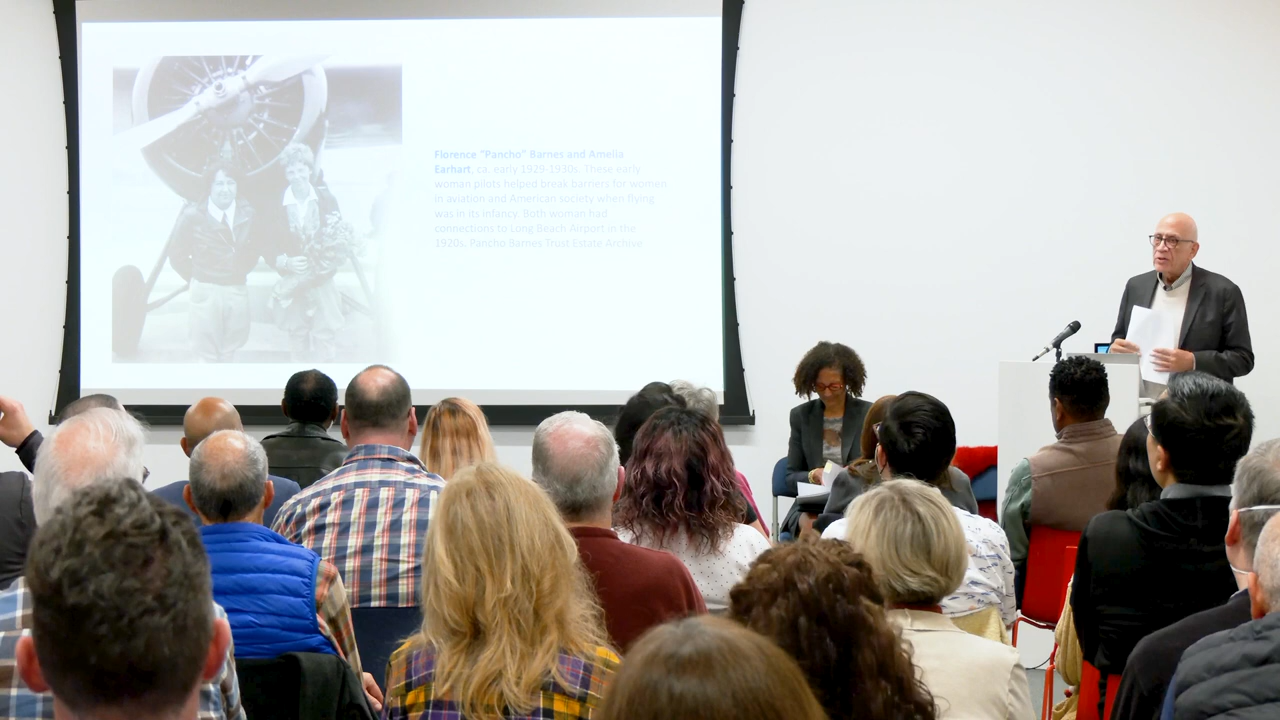 Florence "Pancho" Barnes and Amelia
Earhart, ca. early 1929-1930s. These early
woman pilots helped break barriers for women
in aviation and American society when flying
was in its infancy. Both woman had
connections to Long Beach Airport in the
1920s. Pancho Barnes Trust Estate Archive